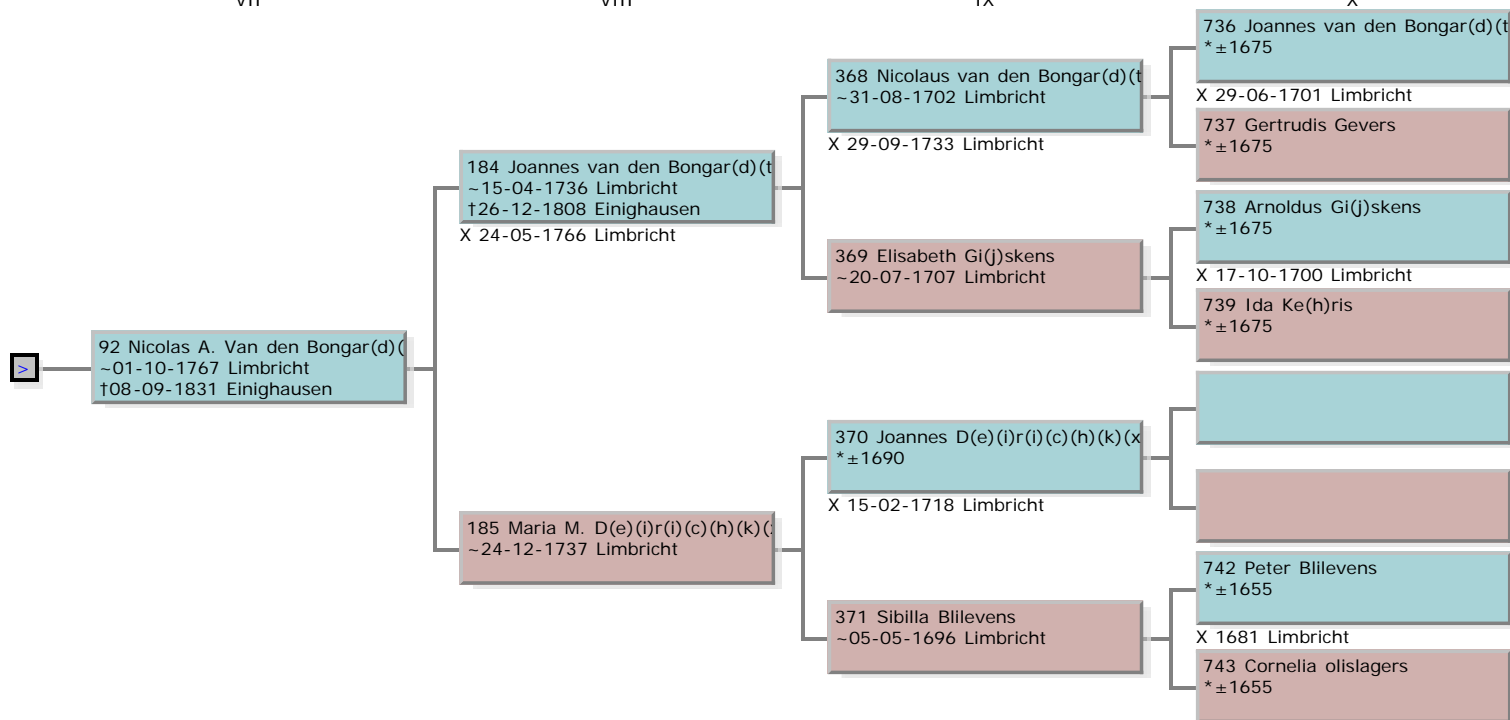 VII VIII IX X
736 Joannes van den Bongar(d)(t
*±1675
X 29-06-1701 Limbricht
737 Gertrudis Gevers
*±1675
368 Nicolaus van den Bongar(d)(t
~31-08-1702 Limbricht
X 29-09-1733 Limbricht
184 Joannes van den Bongar(d)(t
~15-04-1736 Limbricht
†26-12-1808 Einighausen
X 24-05-1766 Limbricht
738 Arnoldus Gi(j)skens
*±1675
X 17-10-1700 Limbricht
739 Ida Ke(h)ris
*±1675
369 Elisabeth Gi(j)skens
~20-07-1707 Limbricht
92 Nicolas A. Van den Bongar(d)(
~01-10-1767 Limbricht
†08-09-1831 Einighausen
>
370 Joannes D(e)(i)r(i)(c)(h)(k)(x
*±1690
X 15-02-1718 Limbricht
185 Maria M. D(e)(i)r(i)(c)(h)(k)(
~24-12-1737 Limbricht
371 Sibilla Blilevens
~05-05-1696 Limbricht
742 Peter Blilevens
*±1655
X 1681 Limbricht
743 Cornelia olislagers
*±1655